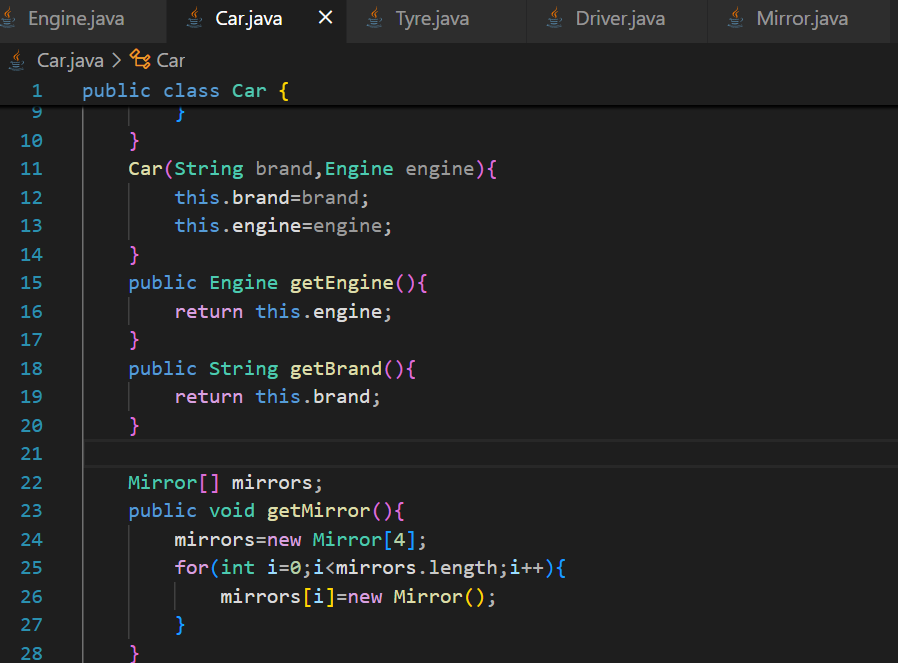 Engine.java Car.java × Tyre.java Driver.java Mirror.java
Car.java > Car
1 public class Car {
9 }
10 }
11 Car(String brand,Engine engine){
12 this.brand=brand;
13 this.engine=engine;
14 }
15 public Engine getEngine(){
16 return this.engine;
17 }
18 public String getBrand(){
19 return this.brand;
20 }
21
22 Mirror[] mirrors;
23 public void getMirror(){
24 mirrors=new Mirror[4];
25 for(int i=0;i<mirrors.length;i++){
26 mirrors[i]=new Mirror();
27 }
28 }